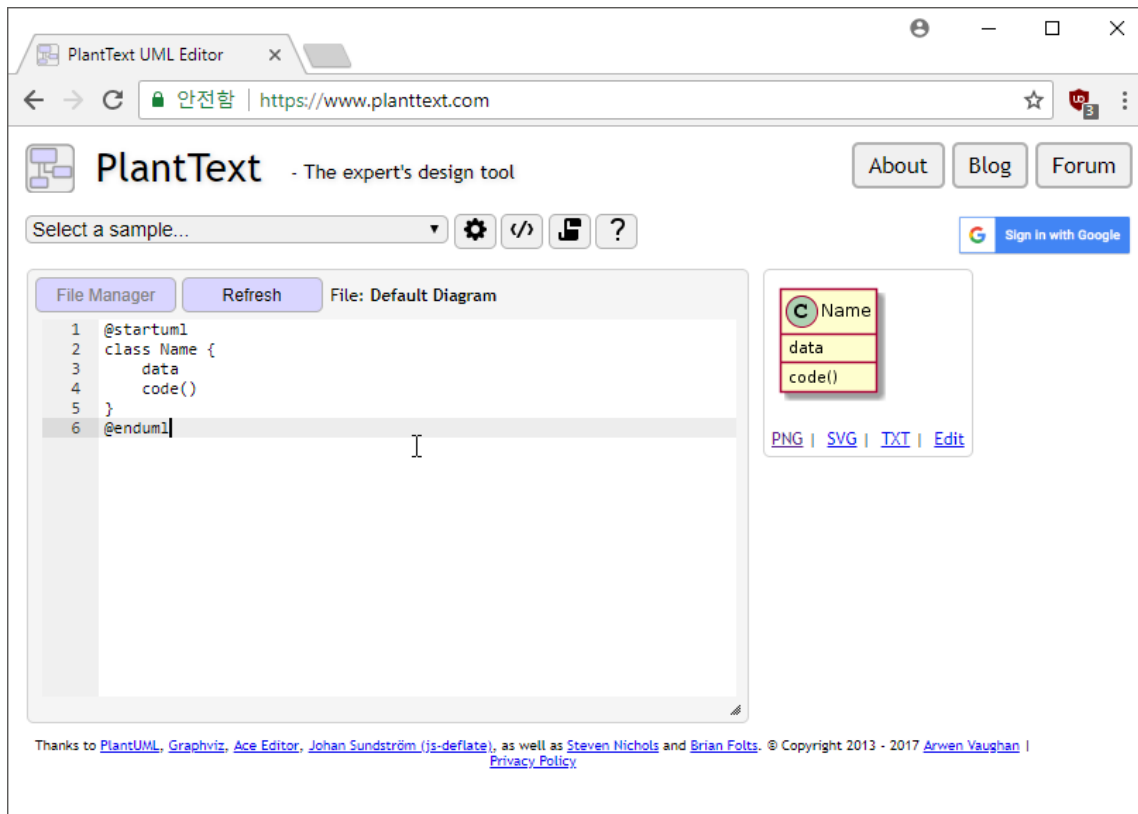 PlantText UML Editor
안전함 | https://www.planttext.com
3
PlantText - The expert's design tool
About Blog Forum
Select a sample...
</> ?
G Sign in with Google
File Manager Refresh File: Default Diagram
1 @startuml
2 class Name {
3 data
4 code()
5 }
6 @enduml
C Name
data
code()
PNG | SVG | TXT | Edit
Thanks to PlantUML, Graphviz, Ace Editor, Johan Sundström (js-deflate), as well as Steven Nichols and Brian Folts. © Copyright 2013 - 2017 Arwen Vaughan |
Privacy Policy